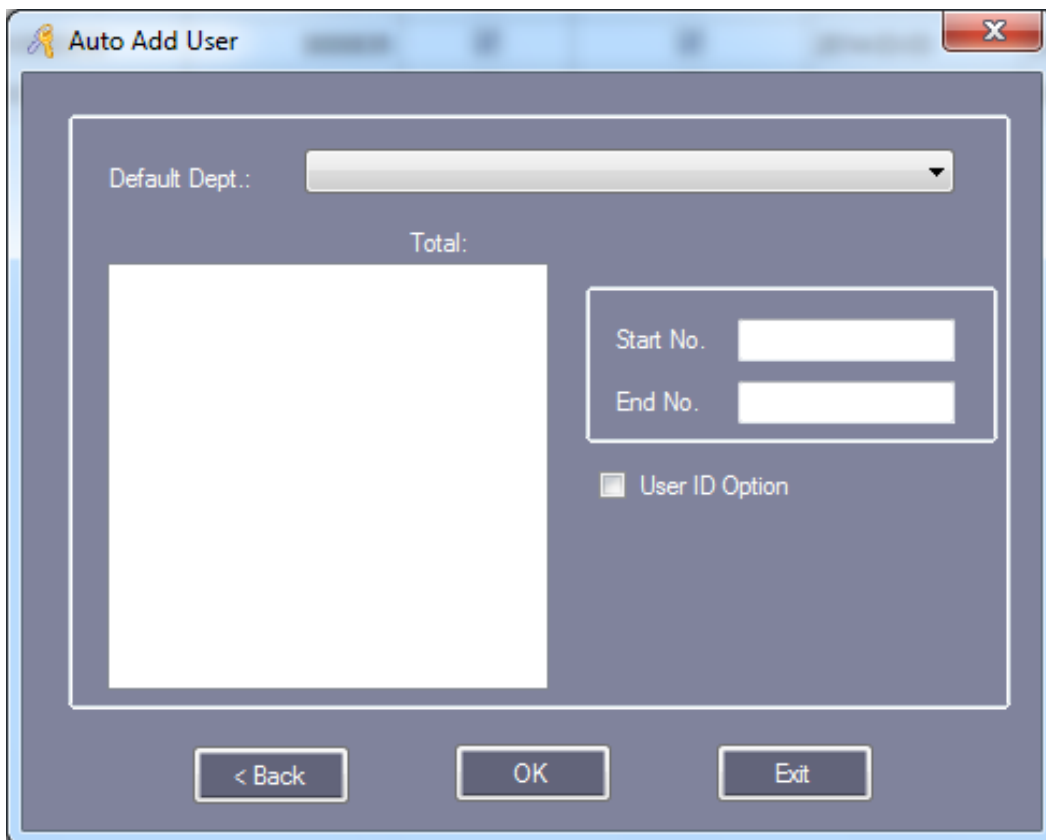 Auto Add User
Default Dept.:
Total:
Start No.
End No.
User ID Option
< Back
OK
Exit